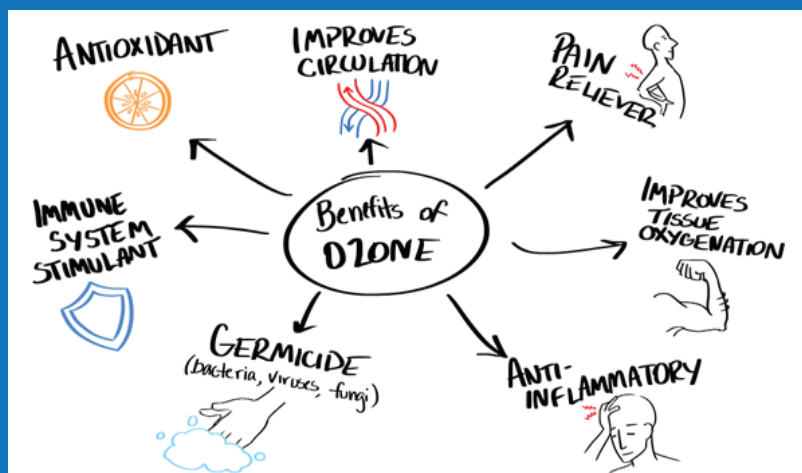 Benefits of
OZONE
ANTIOXIDANT
IMPROVES
CIRCULATION
PAIN
RELIEVER
IMPROVES
TISSUE
OXYGENATION
ANTI-
INFLAMMATORY
GERMICIDE
(bacteria, viruses, fungi)
IMMUNE
SYSTEM
STIMULANT